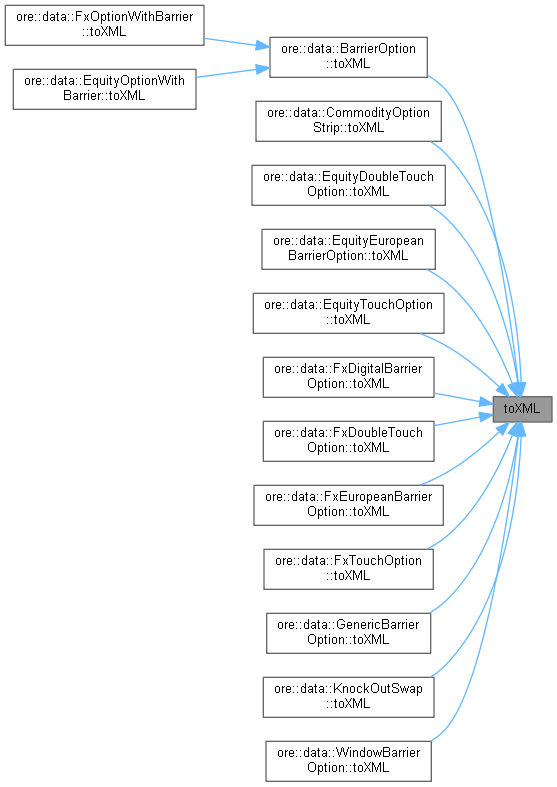 ore::data::FxOptionWithBarrier
::toXML
ore::data::EquityOptionWith
Barrier::toXML
ore::data::BarrierOption
::toXML
ore::data::CommodityOption
Strip::toXML
ore::data::EquityDoubleTouch
Option::toXML
ore::data::EquityEuropean
BarrierOption::toXML
ore::data::EquityTouchOption
::toXML
ore::data::FxDigitalBarrier
Option::toXML
toXML
ore::data::FxDoubleTouch
Option::toXML
ore::data::FxEuropeanBarrier
Option::toXML
ore::data::FxTouchOption
::toXML
ore::data::GenericBarrier
Option::toXML
ore::data::KnockOutSwap
::toXML
ore::data::WindowBarrier
Option::toXML